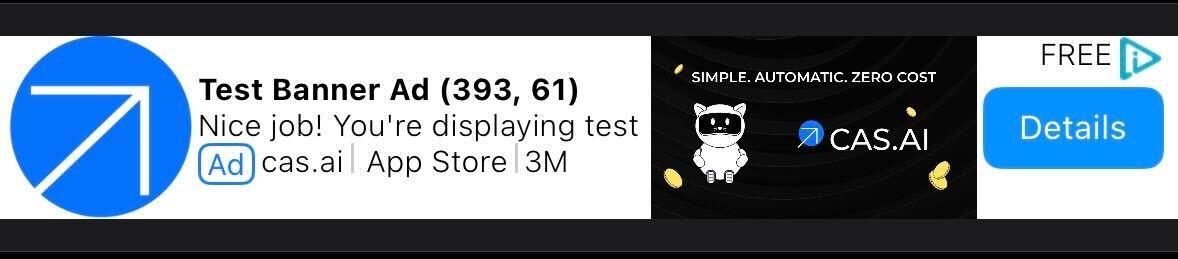 Test Banner Ad (393, 61)
Nice job! You're displaying test
Ad cas.ai App Store 3M
SIMPLE. AUTOMATIC. ZERO COST
CAS.AI
FREE
Details